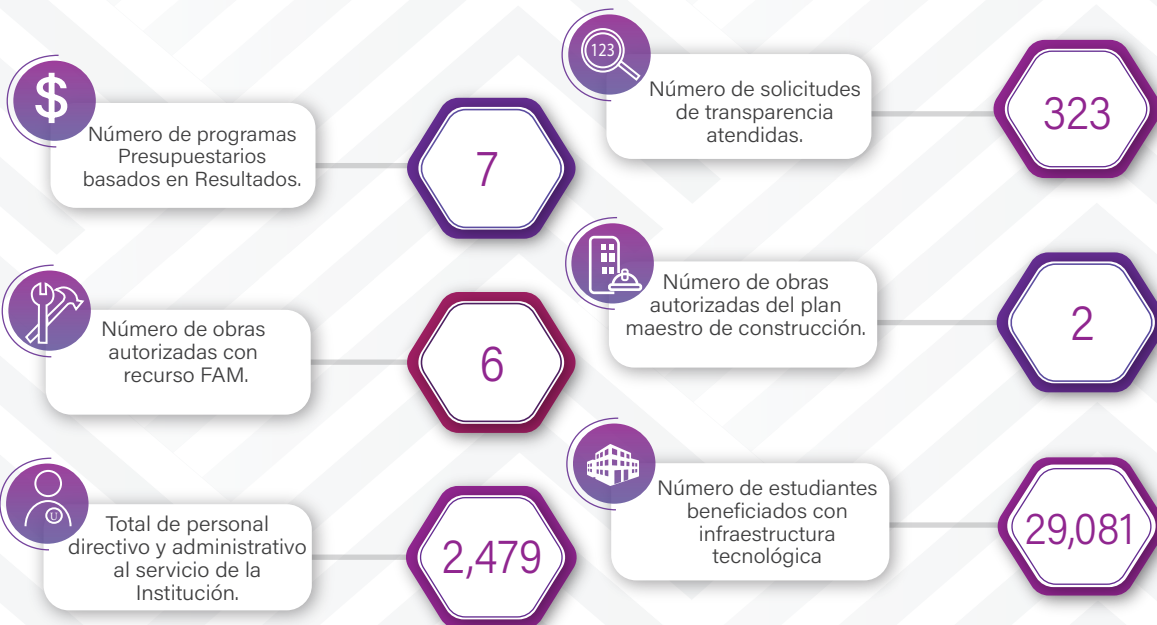 $
Número de programas
Presupuestarios
basados en Resultados.
7
123
Número de solicitudes
de transparencia
atendidas.
323
Número de obras
autorizadas con
recurso FAM.
6
Número de obras
autorizadas del plan
maestro de construcción.
2
U
Total de personal
directivo y administrativo
al servicio de la
Institución.
2,479
Número de estudiantes
beneficiados con
infraestructura
tecnológica
29,081